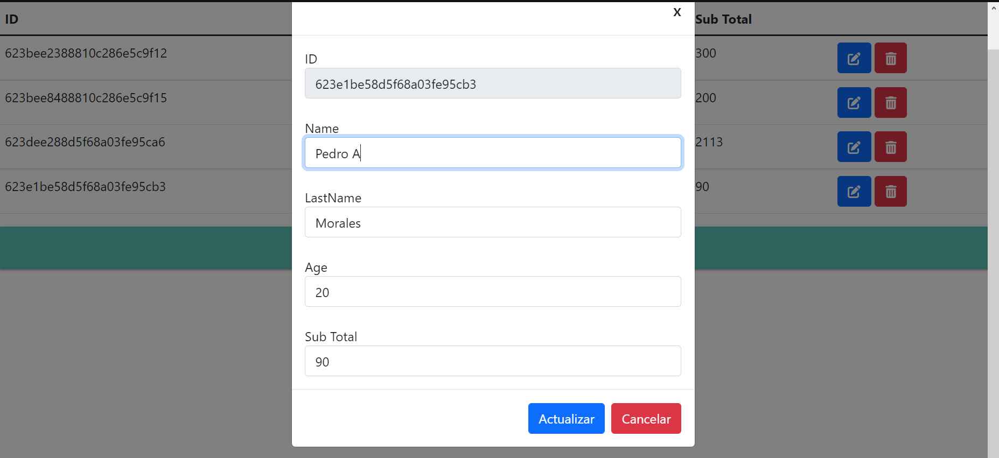 X
ID Sub Total
623bee2388810c286e5c9f12 300
623bee8488810c286e5c9f15 200
623dee288d5f68a03fe95ca6 2113
623e1be58d5f68a03fe95cb3 90
ID
623e1be58d5f68a03fe95cb3
Name
Pedro A
LastName
Morales
Age
20
Sub Total
90
Actualizar Cancelar